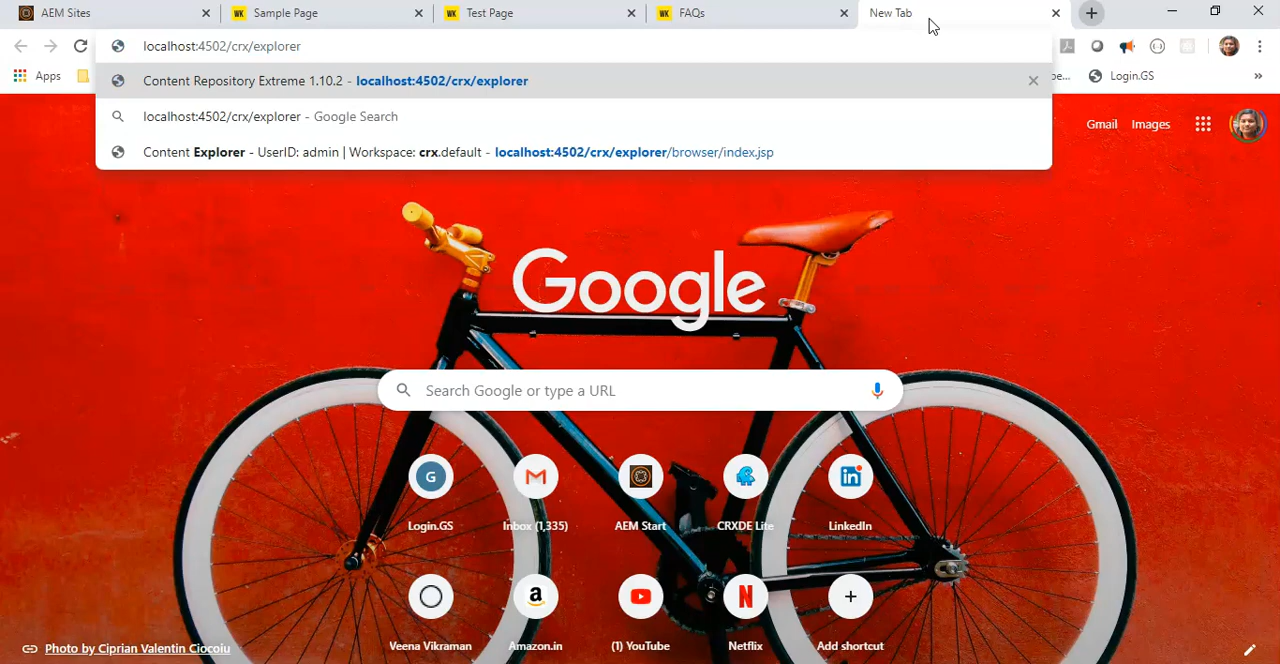 AEM Sites
WK Sample Page
WK Test Page
WK FAQs
New Tab
localhost:4502/crx/explorer
Apps
Login.GS
Content Repository Extreme 1.10.2 - localhost:4502/crx/explorer
localhost:4502/crx/explorer - Google Search
Content Explorer - UserID: admin | Workspace: crx.default - localhost:4502/crx/explorer/browser/index.jsp
Gmail Images
Google
Search Google or type a URL
G
Login.GS
Inbox (1,335)
AEM Start
CRXDE Lite
LinkedIn
Veena Vikraman
Amazon.in
(1) YouTube
Netflix
Add shortcut
Photo by Ciprian Valentin Ciocoiu